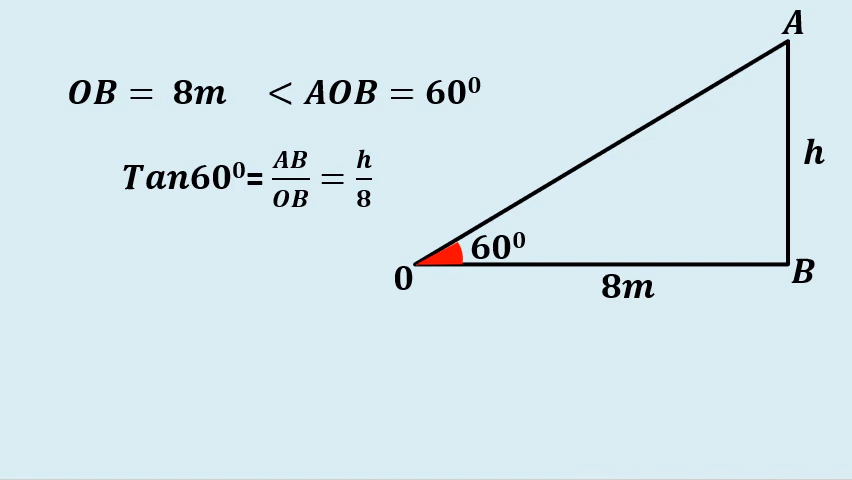 A
OB = 8m < AOB = 60⁰
Tan60⁰= AB/OB = h/8
h
60⁰
0
B
8m